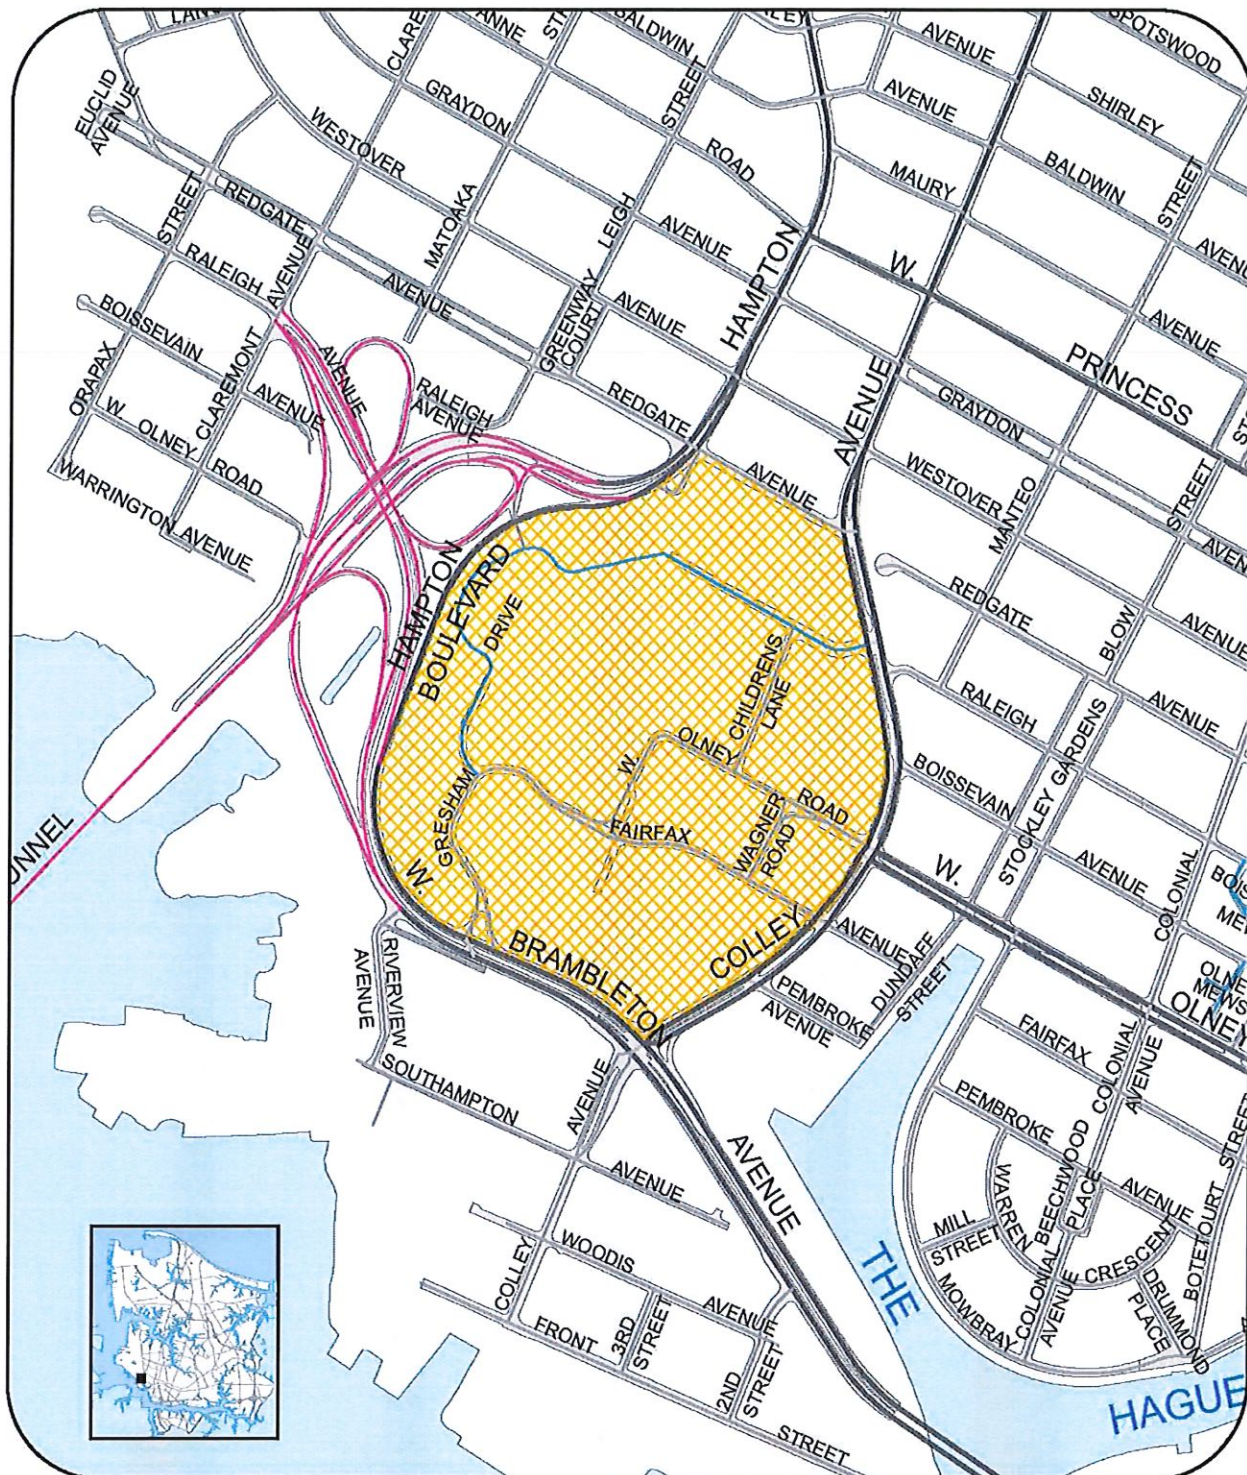 ANNE
BALDWIN
AVENUE
SPOTSWOOD
EUCLID
AVENUE
GRAYDON
STREET
AVENUE
SHIRLEY
WESTOVER
ROAD
MAURY
BALDWIN
STREET
STREET
REDGATE
MATOAKA
LEIGH
AVENUE
HAMPTON
W.
RALEIGH
AVENUE
AVENUE
GREENWAY
COURT
AVENUE
AVENUE
BOISSEVAIN
PRINCESS
ORAPAX
CLAREMONT
AVENUE
AVENUE
RALEIGH
AVENUE
REDGATE
AVENUE
GRAYDON
W.
OLNEY
ROAD
WARRINGTON AVENUE
AVENUE
WESTOVER
MANTEO
STREET
HAMPTON
BOULEVARD
DRIVE
REDGATE
BLOW
AVENUE
CHILDRENS
LANE
RALEIGH
AVENUE
W.
OLNEY
ROAD
BOISSEVAIN
STOCKLEY GARDENS
GRESHAM
FAIRFAX
WAGNER
ROAD
W.
AVENUE
COLONIAL
W.
BRAMBLETON
COLLEY
AVENUE
DUNDAFF
STREET
PEMBROKE
AVENUE
RIVERVIEW
AVENUE
OLNEY
FAIRFAX
COLONIAL
AVENUE
SOUTHAMPTON
AVENUE
PEMBROKE
BEECHWOOD
PLACE
AVENUE
STREET
AVENUE
AVENUE
WARREN
CRESCENT
MILL
STREET
BOTETOURT
COLLEY
WOODIS
AVENUE
THE
MOWBRAY
COLONIAL
AVENUE
DRUMMOND
PLACE
FRONT
3RD
STREET
2ND
STREET
STREET
HAGUE